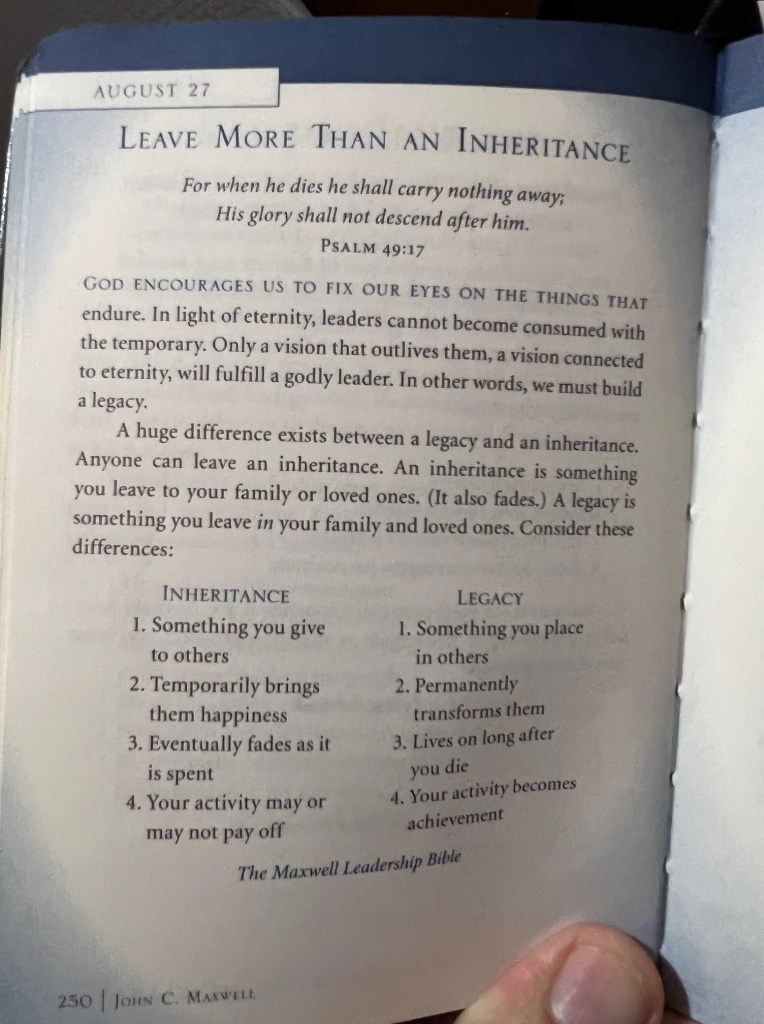 AUGUST 27
LEAVE MORE THAN AN INHERITANCE
For when he dies he shall carry nothing away;
His glory shall not descend after him.
PSALM 49:17
GOD ENCOURAGES US TO FIX OUR EYES ON THE THINGS THAT
endure. In light of eternity, leaders cannot become consumed with
the temporary. Only a vision that outlives them, a vision connected
to eternity, will fulfill a godly leader. In other words, we must build
a legacy.
A huge difference exists between a legacy and an inheritance.
Anyone can leave an inheritance. An inheritance is something
you leave to your family or loved ones. (It also fades.) A legacy is
something you leave in your family and loved ones. Consider these
differences:
INHERITANCE
1. Something you give
to others
2. Temporarily brings
them happiness
3. Eventually fades as it
is spent
4. Your activity may or
may not pay off
LEGACY
1. Something you place
in others
2. Permanently
transforms them
3. Lives on long after
you die
4. Your activity becomes
achievement
The Maxwell Leadership Bible
250 | JOHN C. MAXWELL